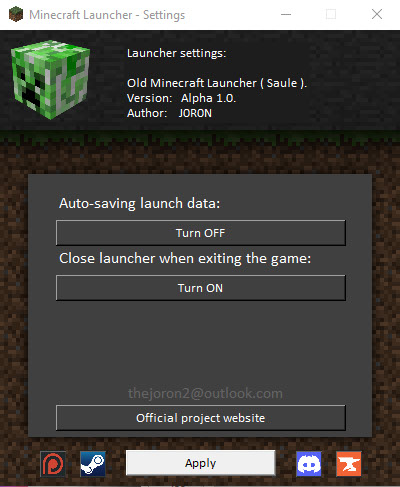 Minecraft Launcher - Settings
Launcher settings:
Old Minecraft Launcher ( Saule ).
Version: Alpha 1.0.
Author: JORON
Auto-saving launch data:
Turn OFF
Close launcher when exiting the game:
Turn ON
thejoron2@outlook.com
Official project website
Apply